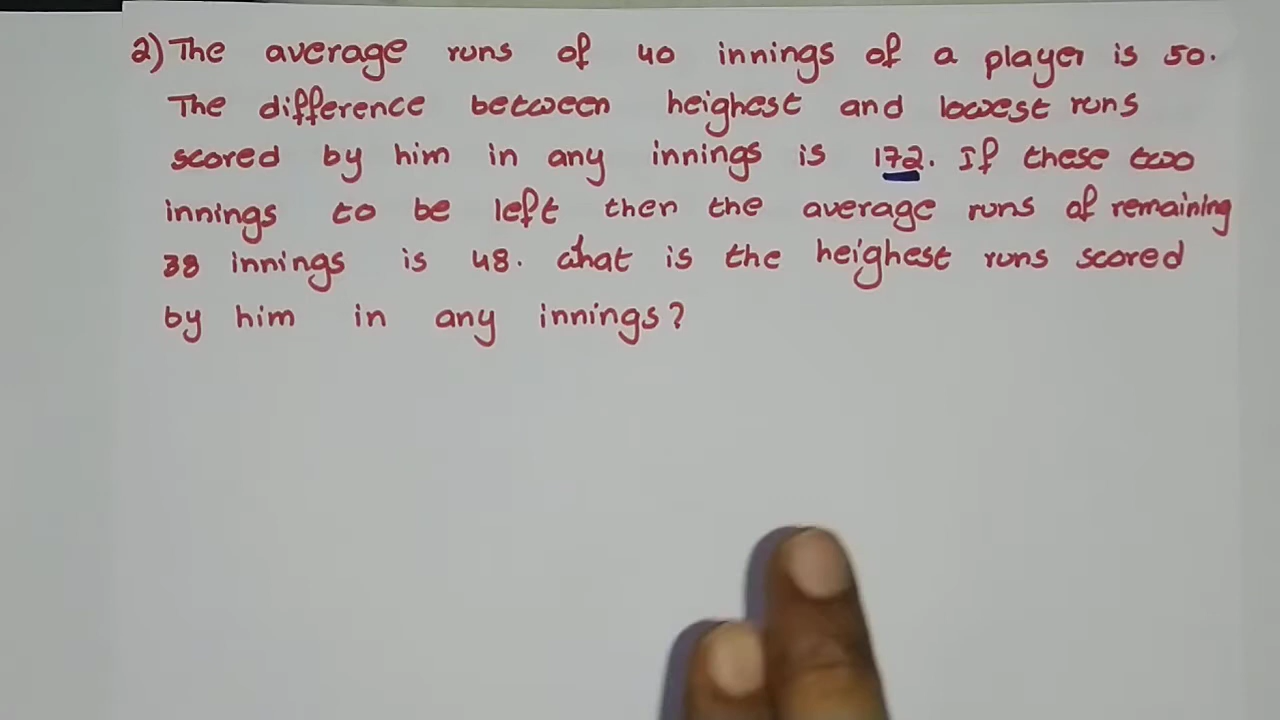 2) The average runs of 40 innings of a player is 50.
The difference between heighest and lowest runs
scored by him in any innings is 172. If these two
innings to be left then the average runs of remaining
38 innings is 48. What is the heighest runs scored
by him in any innings?